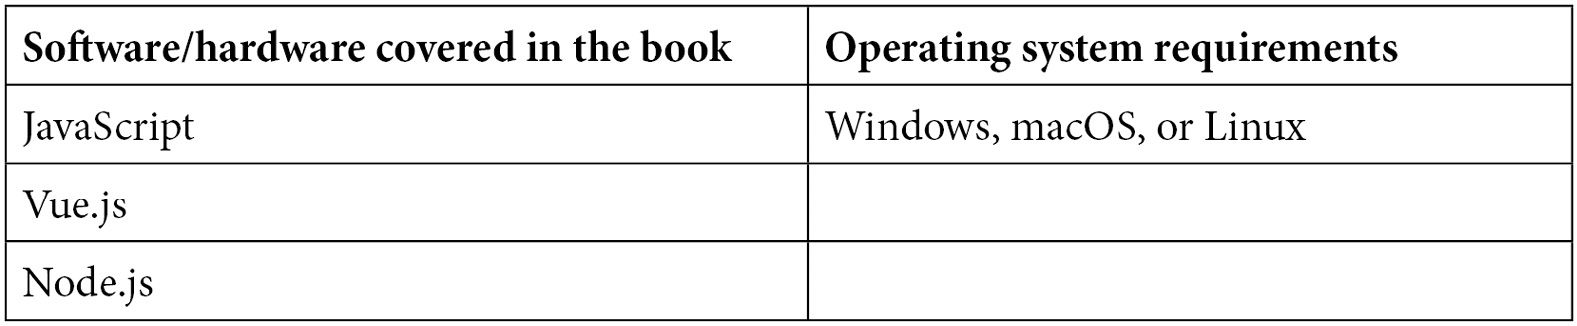 Software/hardware covered in the book Operating system requirements
JavaScript Windows, macOS, or Linux
Vue.js
Node.js